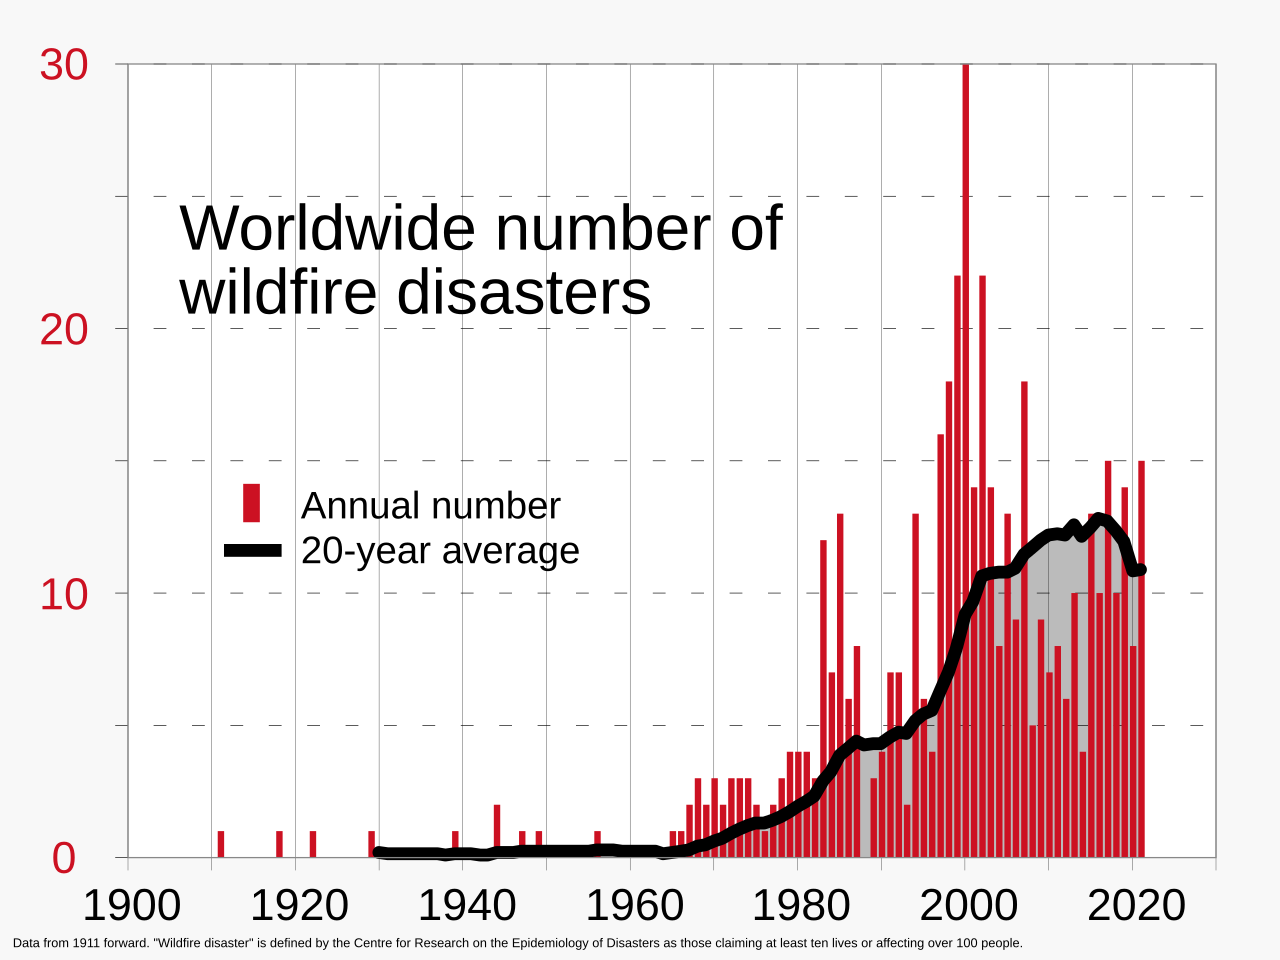 30
Worldwide number of
wildfire disasters
20
Annual number
20-year average
10
0
1900 1920 1940 1960 1980 2000 2020
Data from 1911 forward. "Wildfire disaster" is defined by the Centre for Research on the Epidemiology of Disasters as those claiming at least ten lives or affecting over 100 people.